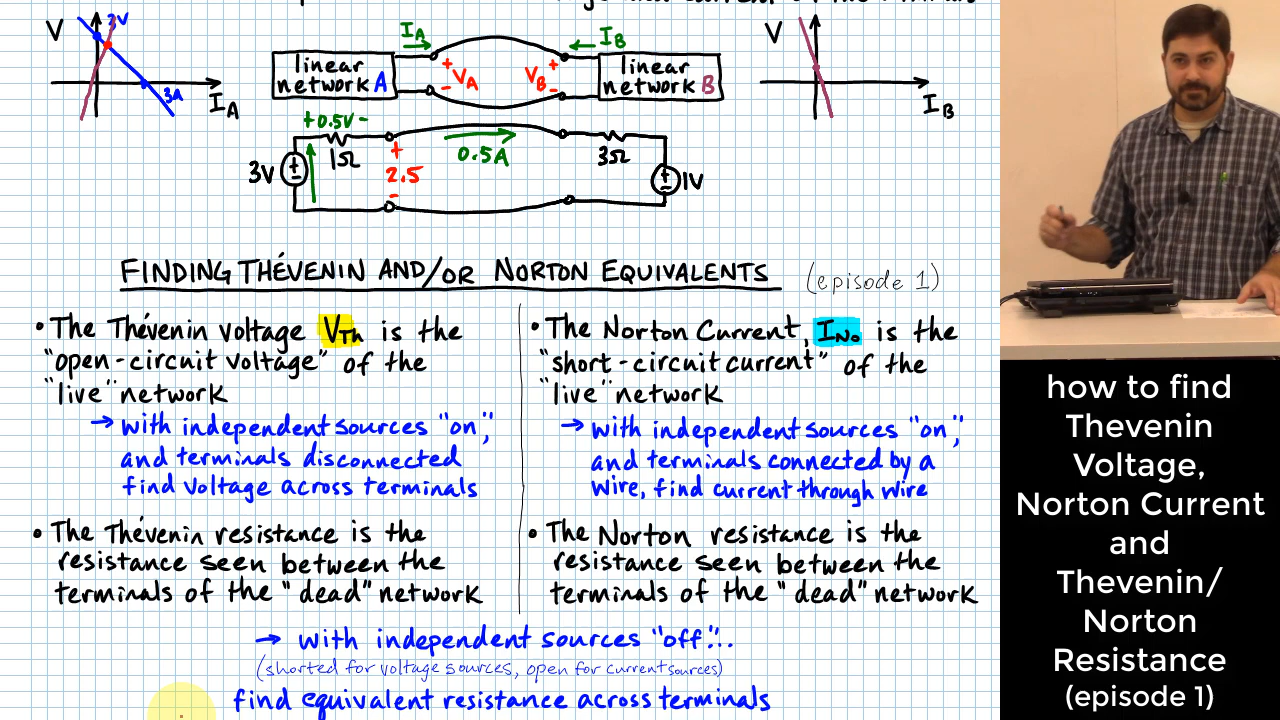 V
3V
3A
I_A
linear
network A
I_A
+
V_A
-
I_B
V_B
+
-
linear
network B
V
I_B
+0.5V-
1Ω
3V
+
2.5
-
0.5A
3Ω
1V
FINDING THÉVENIN AND/OR NORTON EQUIVALENTS (episode 1)
• The Thévenin voltage V_Th is the
"open-circuit voltage" of the
"live" network
→ with independent sources "on",
and terminals disconnected
find voltage across terminals
• The Thévenin resistance is the
resistance seen between the
terminals of the "dead" network
• The Norton Current, I_No is the
"short-circuit current" of the
"live" network
→ with independent sources "on",
and terminals connected by a
wire, find current through wire
• The Norton resistance is the
resistance seen between the
terminals of the "dead" network
→ with independent sources "off"...
(shorted for voltage sources, open for current sources)
find equivalent resistance across terminals
how to find
Thevenin
Voltage,
Norton Current
and
Thevenin/
Norton
Resistance
(episode 1)